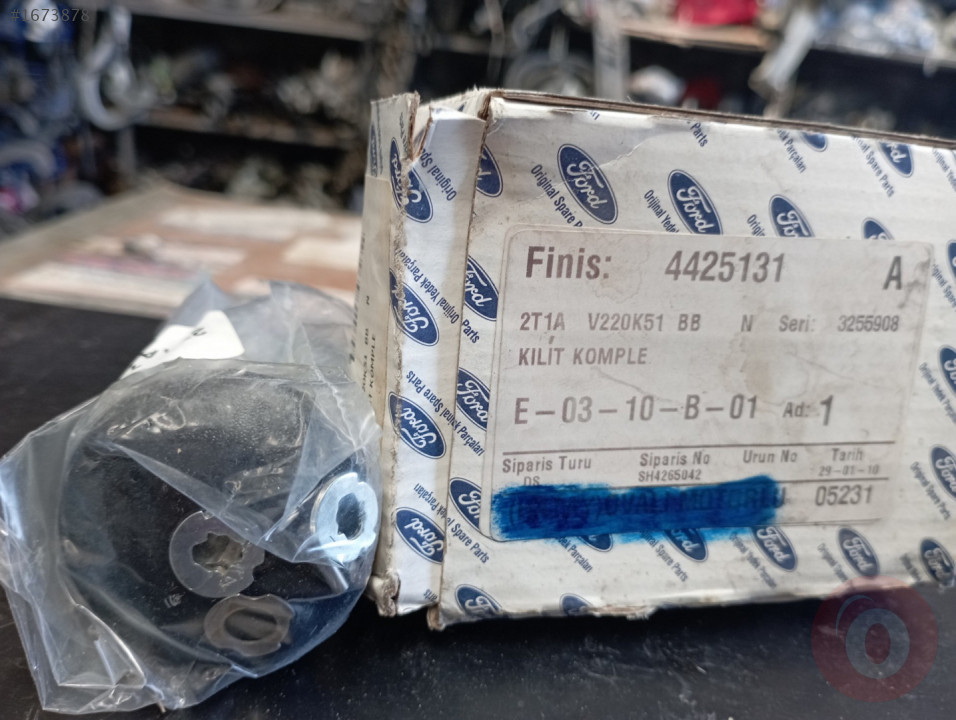 #1673878
Finis: 4425131 A
2T1A V220K51 BB N Seri: 3255908
KILIT KOMPLE
E-03-10-B-01 Ad: 1
Siparis Turu Siparis No Urun No Tarih
DS SH4265042 29-01-10
05231
Ford
Original Spare Parts
Orijinal Yedek Parçaları